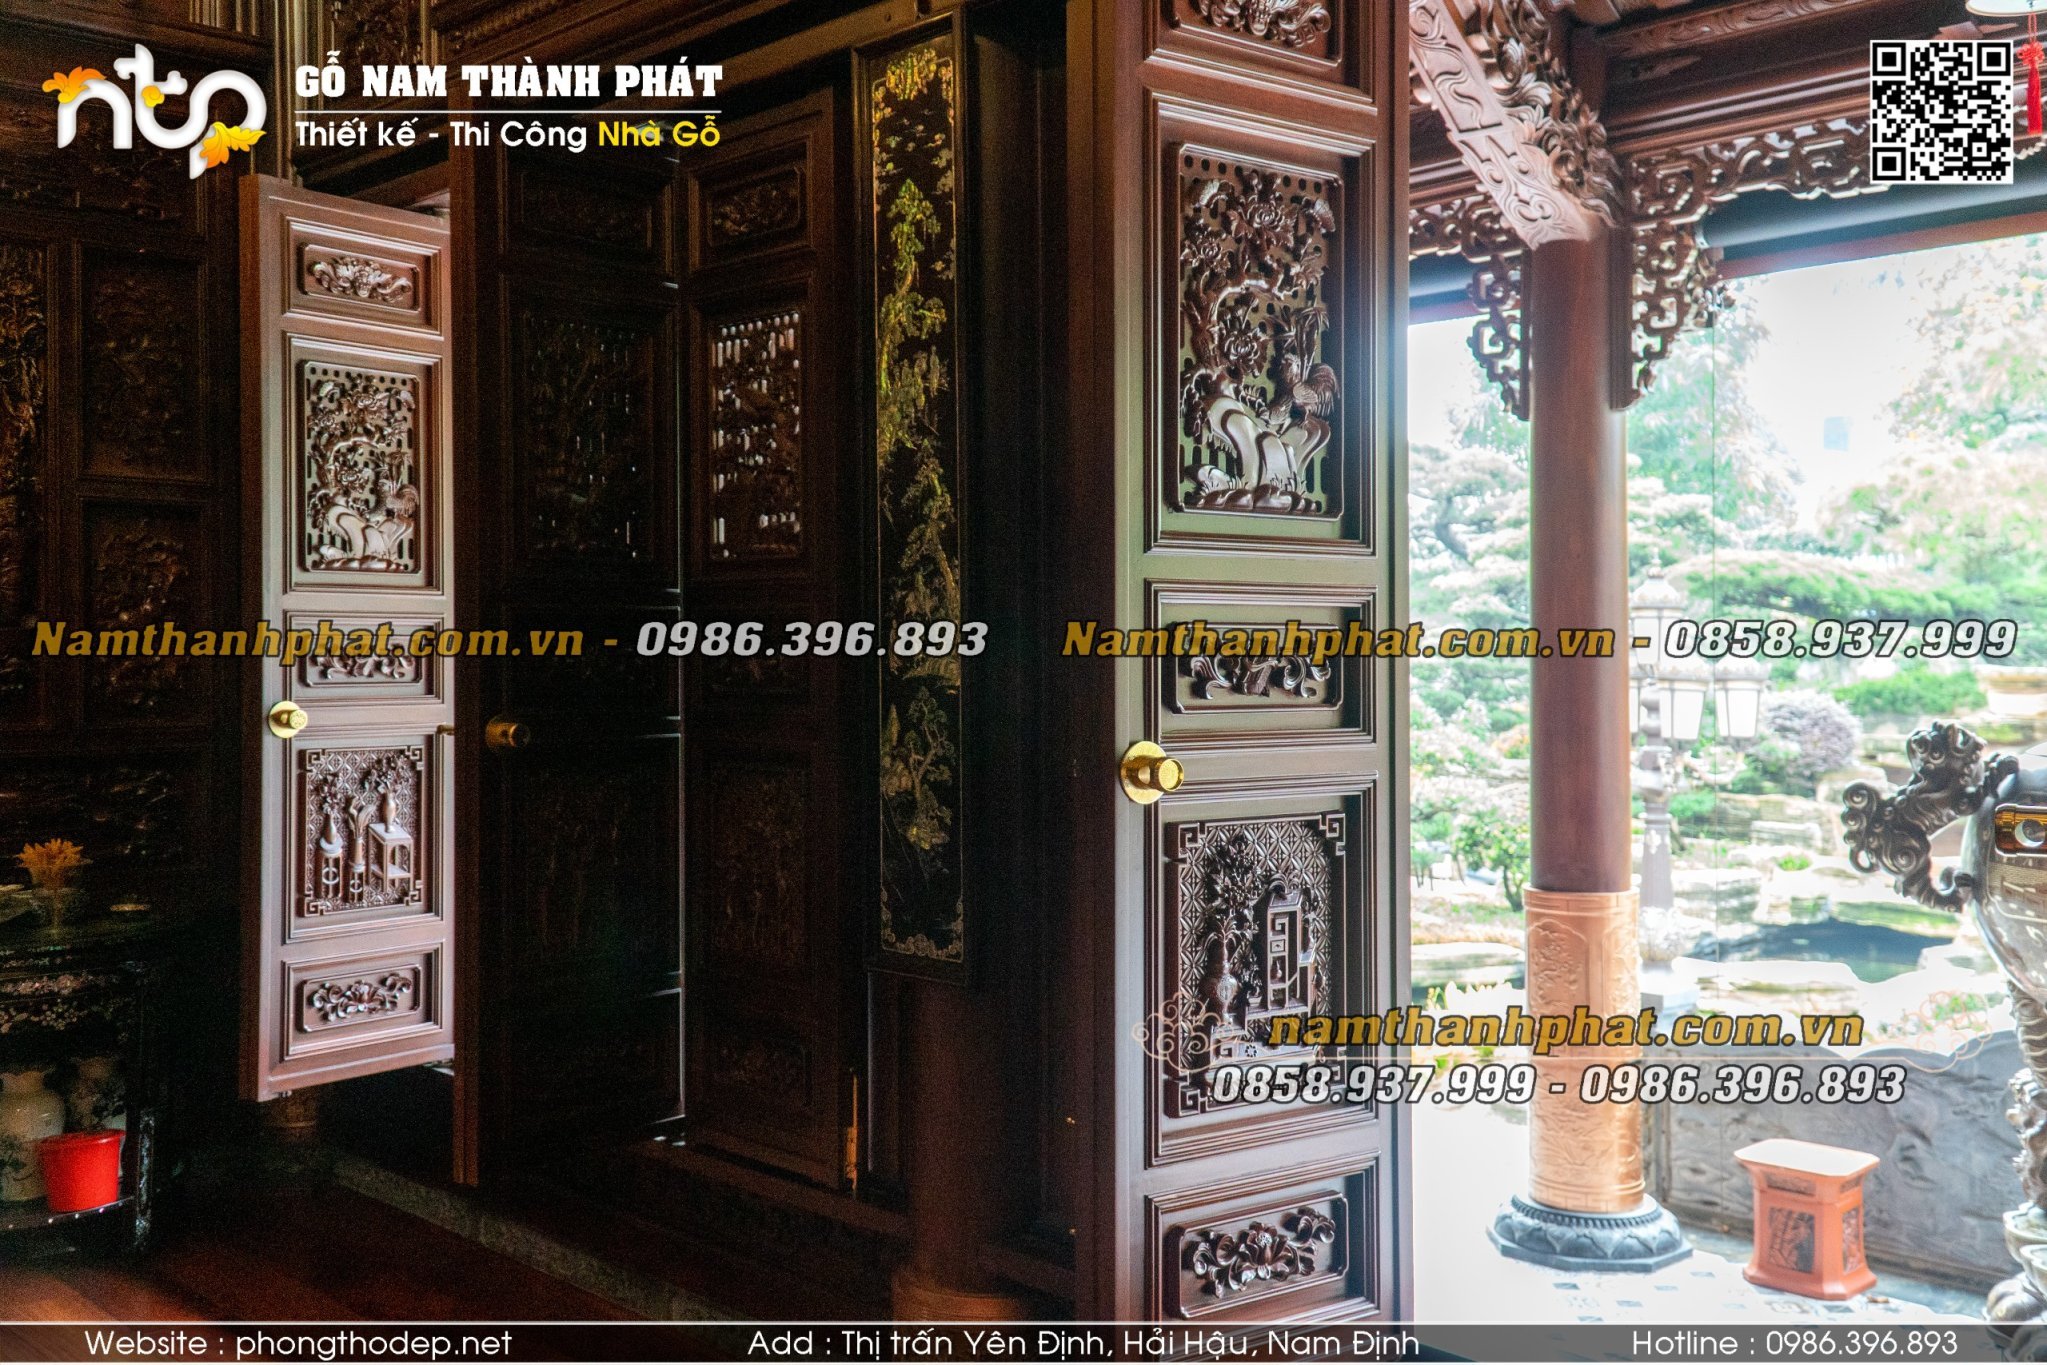 ntp
GỖ NAM THÀNH PHÁT
Thiết kế - Thi Công Nhà Gỗ
Namthanhphat.com.vn - 0986.396.893
Namthanhphat.com.vn - 0858.937.999
namthanhphat.com.vn
0858.937.999 - 0986.396.893
Website : phongthodep.net
Add : Thị trấn Yên Định, Hải Hậu, Nam Định
Hotline : 0986.396.893